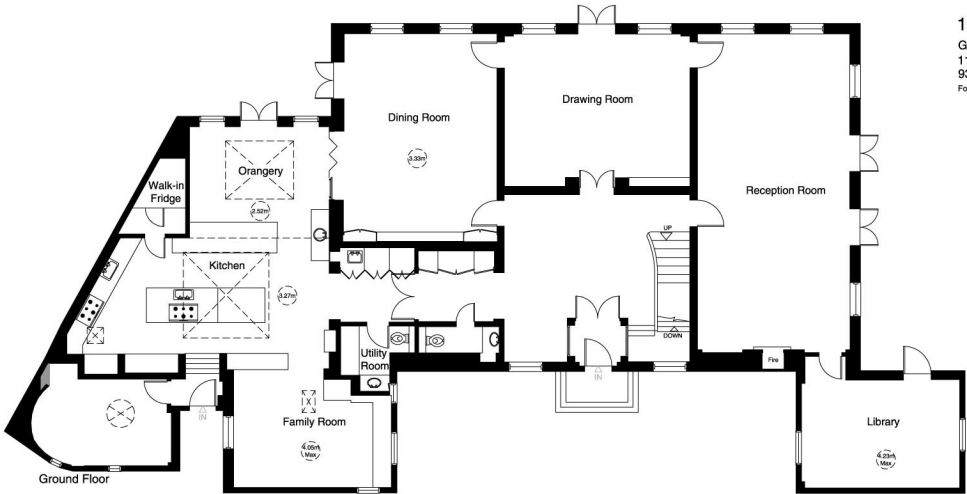 1
G
11
93
Fo
Dining Room
3.33m
Drawing Room
Reception Room
Orangery
2.52m
Walk-in
Fridge
Kitchen
3.27m
UP
DOWN
Utility
Room
Fire
IN
IN
Family Room
4.05m
Max
Library
4.23m
Max
Ground Floor